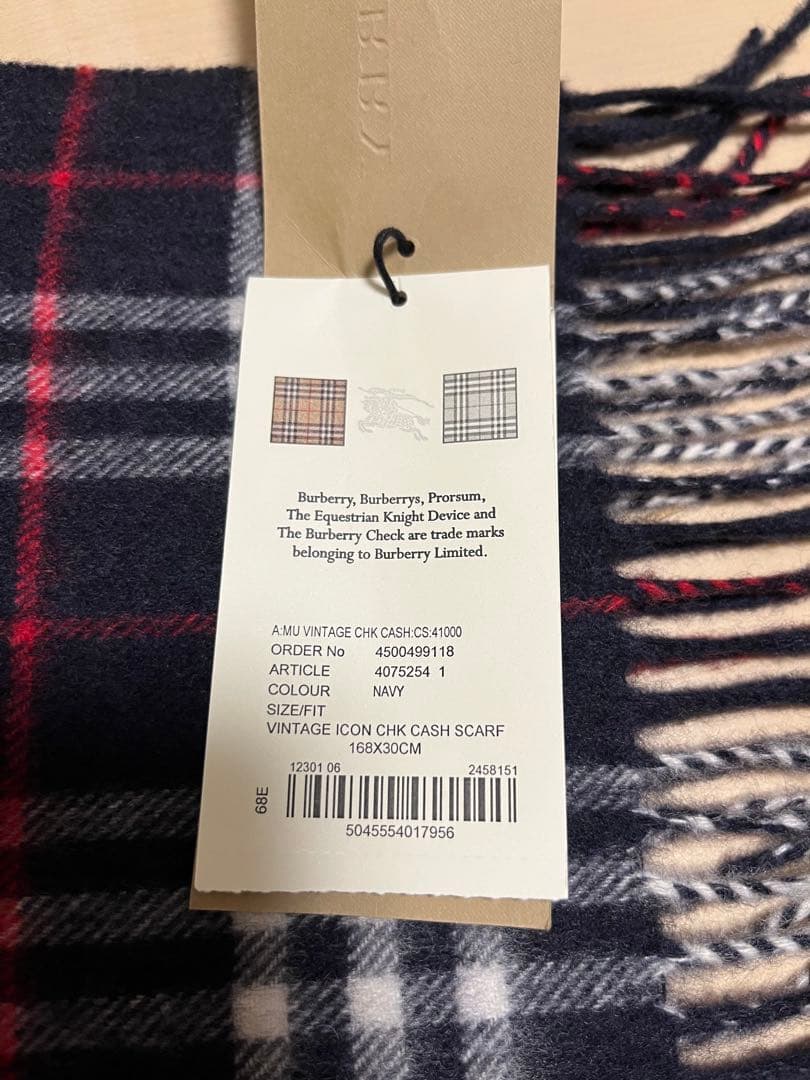 RBY
Burberry, Burberrys, Prorsum,
The Equestrian Knight Device and
The Burberry Check are trade marks
belonging to Burberry Limited.
A:MU VINTAGE CHK CASH:CS:41000
ORDER No 4500499118
ARTICLE 4075254 1
COLOUR NAVY
SIZE/FIT
VINTAGE ICON CHK CASH SCARF
168X30CM
12301 06 2458151
68E
5045554017956